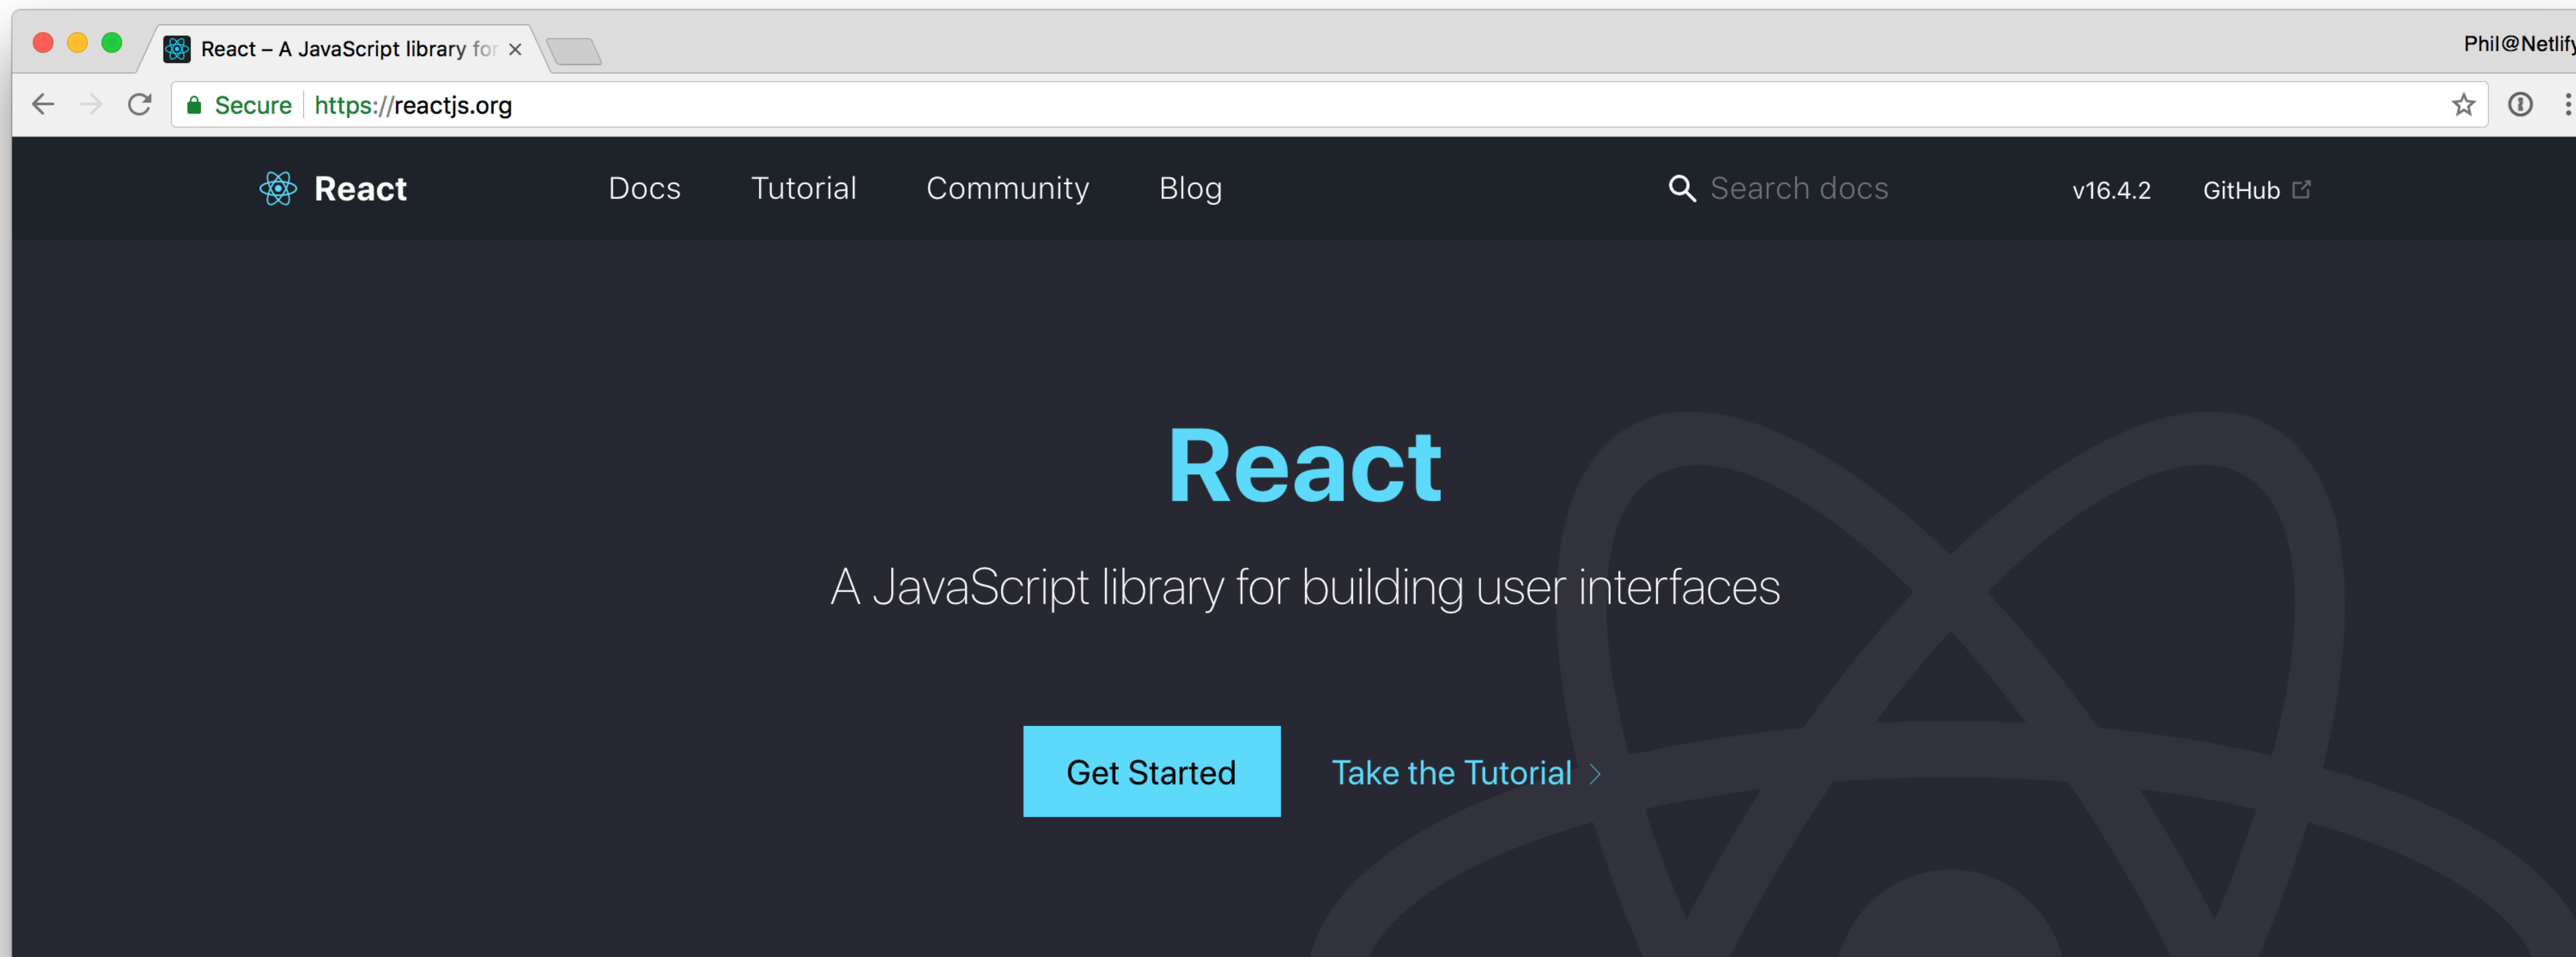 React – A JavaScript library for
Phil@Netlify
Secure https://reactjs.org
React Docs Tutorial Community Blog Search docs v16.4.2 GitHub
React
A JavaScript library for building user interfaces
Get Started Take the Tutorial